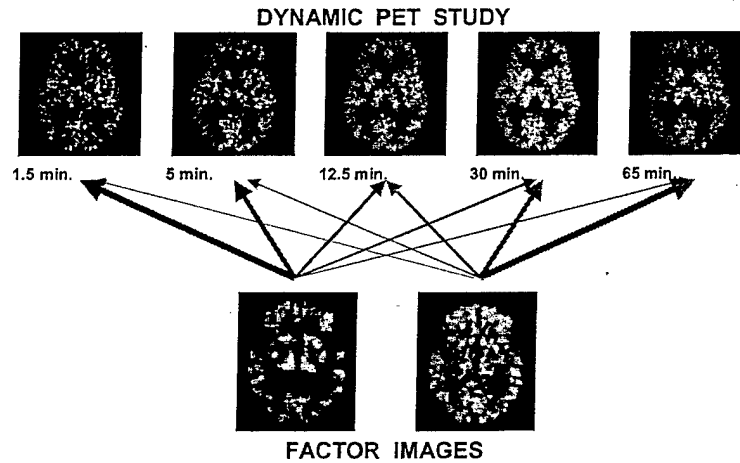 DYNAMIC PET STUDY
1.5 min. 5 min. 12.5 min. 30 min. 65 min.
FACTOR IMAGES